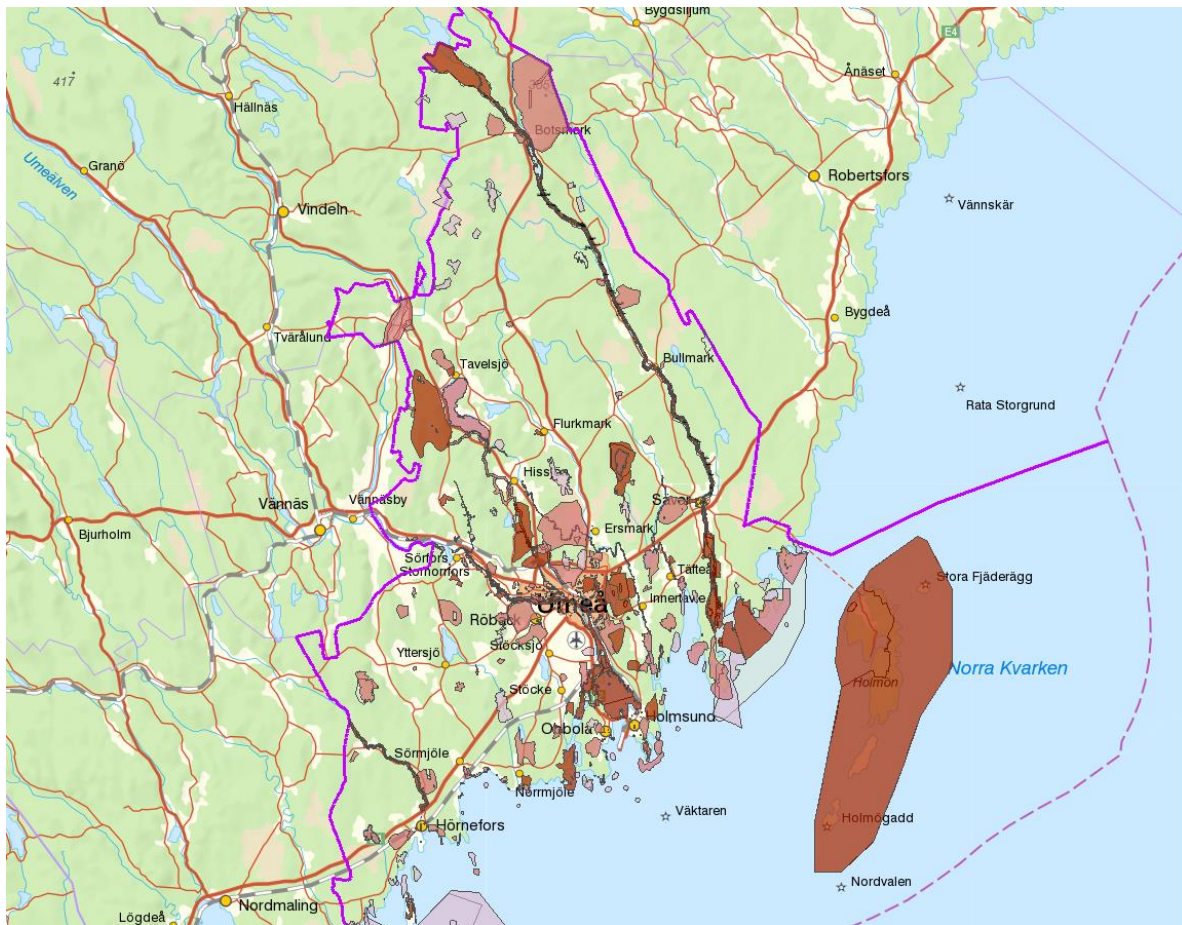 Bygdsiljum
E4
Ånäset
417
Hällnäs
Botsmark
Granö
Umeälven
Robertsfors
Vännskär
Vindeln
Bygdeå
Tvärålund
Bullmark
Tavelsjö
Rata Storgrund
Flurkmark
Hiss
Vännäs
Vännäsby
Sävar
Bjurholm
Ersmark
Sörfors
Stornorrfors
Täfteå
Stora Fjäderägg
Umeå
Innertavle
Röbäck
Stöcksjö
Yttersjö
Norra Kvarken
Holmön
Stöcke
Holmsund
Obbola
Sörmjöle
Norrmjöle
Väktaren
Hörnefors
Holmögadd
Nordvalen
Nordmaling
Lögdeå